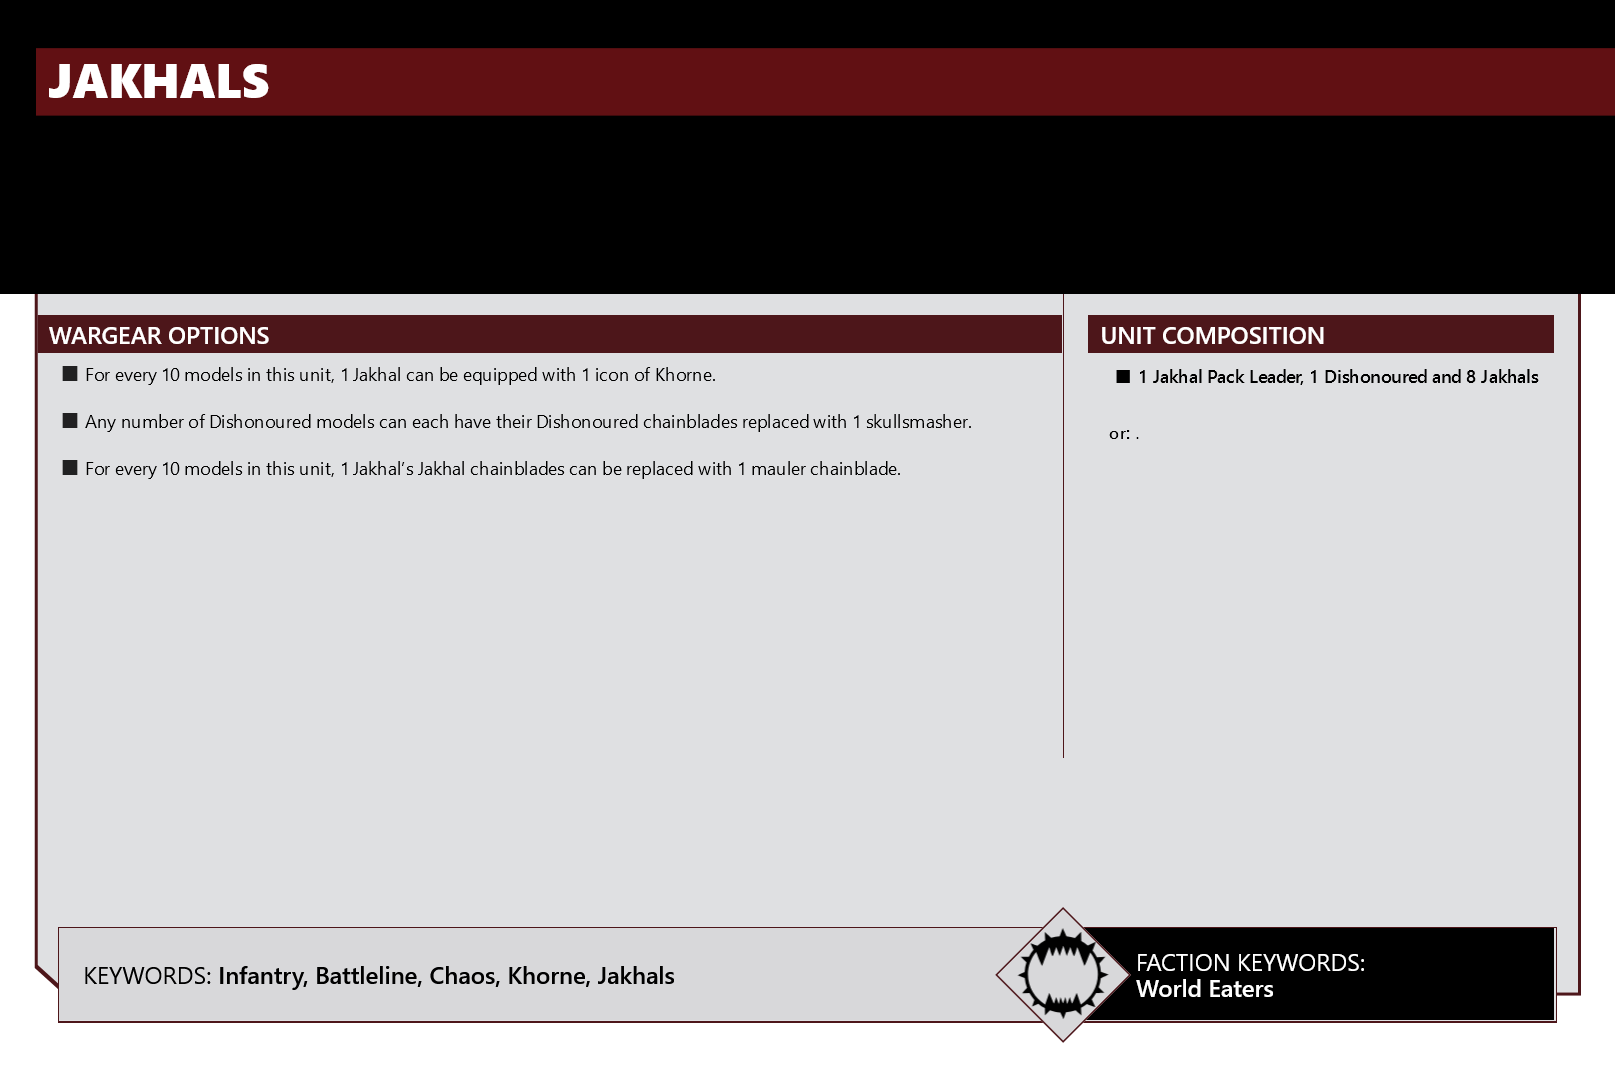 JAKHALS
WARGEAR OPTIONS
■ For every 10 models in this unit, 1 Jakhal can be equipped with 1 icon of Khorne.
■ Any number of Dishonoured models can each have their Dishonoured chainblades replaced with 1 skullsmasher.
■ For every 10 models in this unit, 1 Jakhal’s Jakhal chainblades can be replaced with 1 mauler chainblade.
UNIT COMPOSITION
■ 1 Jakhal Pack Leader, 1 Dishonoured and 8 Jakhals
or: .
KEYWORDS: Infantry, Battleline, Chaos, Khorne, Jakhals
FACTION KEYWORDS:
World Eaters